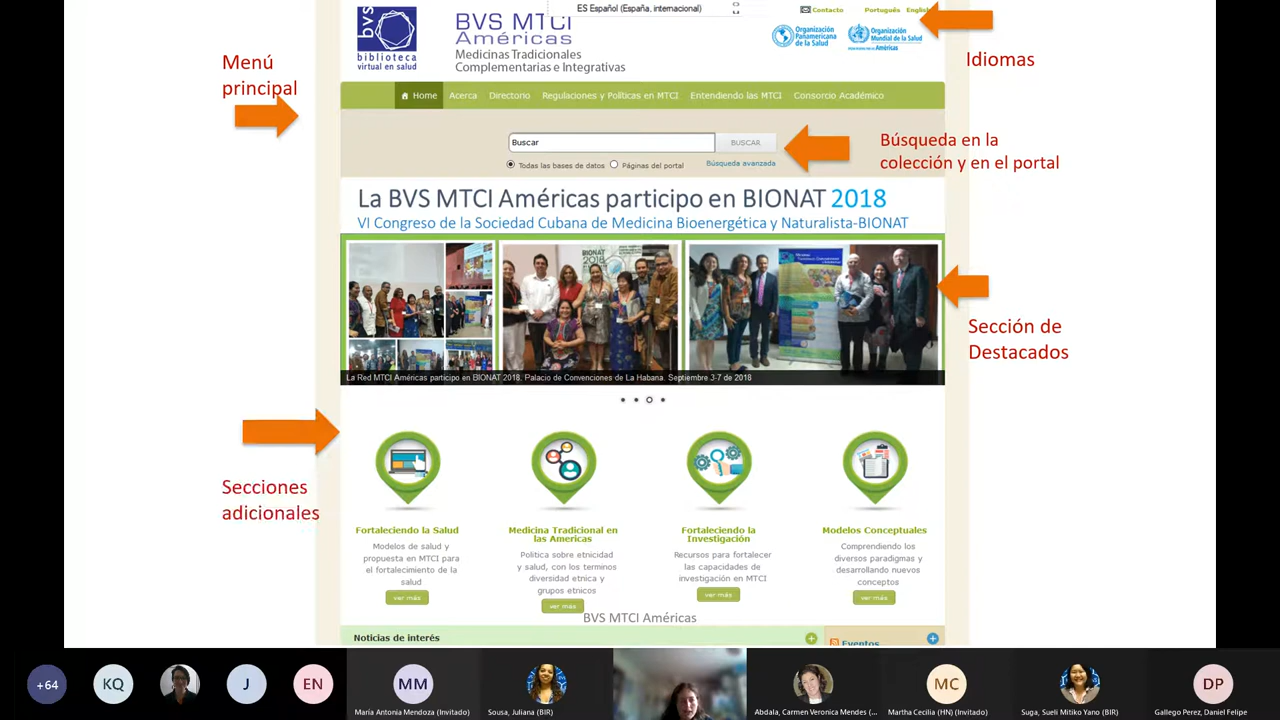 ES Español (España, internacional)
Contacto
Português
English
bvs
biblioteca
virtual en salud
BVS MTCI
Américas
Medicinas Tradicionales
Complementarias e Integrativas
Organización
Panamericana
de la Salud
Organización
Mundial de la Salud
Américas
Idiomas
Menú
principal
Home
Acerca
Directorio
Regulaciones y Políticas en MTCI
Entendiendo las MTCI
Consorcio Académico
Buscar
BUSCAR
Todas las bases de datos
Páginas del portal
Búsqueda avanzada
Búsqueda en la
colección y en el portal
La BVS MTCI Américas participo en BIONAT 2018
VI Congreso de la Sociedad Cubana de Medicina Bioenergética y Naturalista-BIONAT
BIONAT
2018
La Red MTCI Américas participo en BIONAT 2018. Palacio de Convenciones de La Habana. Septiembre 3-7 de 2018
Sección de
Destacados
Secciones
adicionales
Fortaleciendo la Salud
Modelos de salud y
propuesta en MTCI para
el fortalecimiento de la
salud
ver más
Medicina Tradicional en
las Americas
Politica sobre etnicidad
y salud, con los terminos
diversidad etnica y
grupos etnicos
ver más
Fortaleciendo la
Investigación
Recursos para fortalecer
las capacidades de
investigación en MTCI
ver más
Modelos Conceptuales
Comprendiendo los
diversos paradigmas y
desarrollando nuevos
conceptos
ver más
BVS MTCI Américas
Noticias de interés
Eventos
+64
KQ
J
EN
MM
María Antonia Mendoza (Invitado)
Sousa, Juliana (BIR)
Abdala, Carmen Veronica Mendes (...
MC
Martha Cecilia (HN) (Invitado)
Suga, Sueli Mitiko Yano (BIR)
DP
Gallego Perez, Daniel Felipe